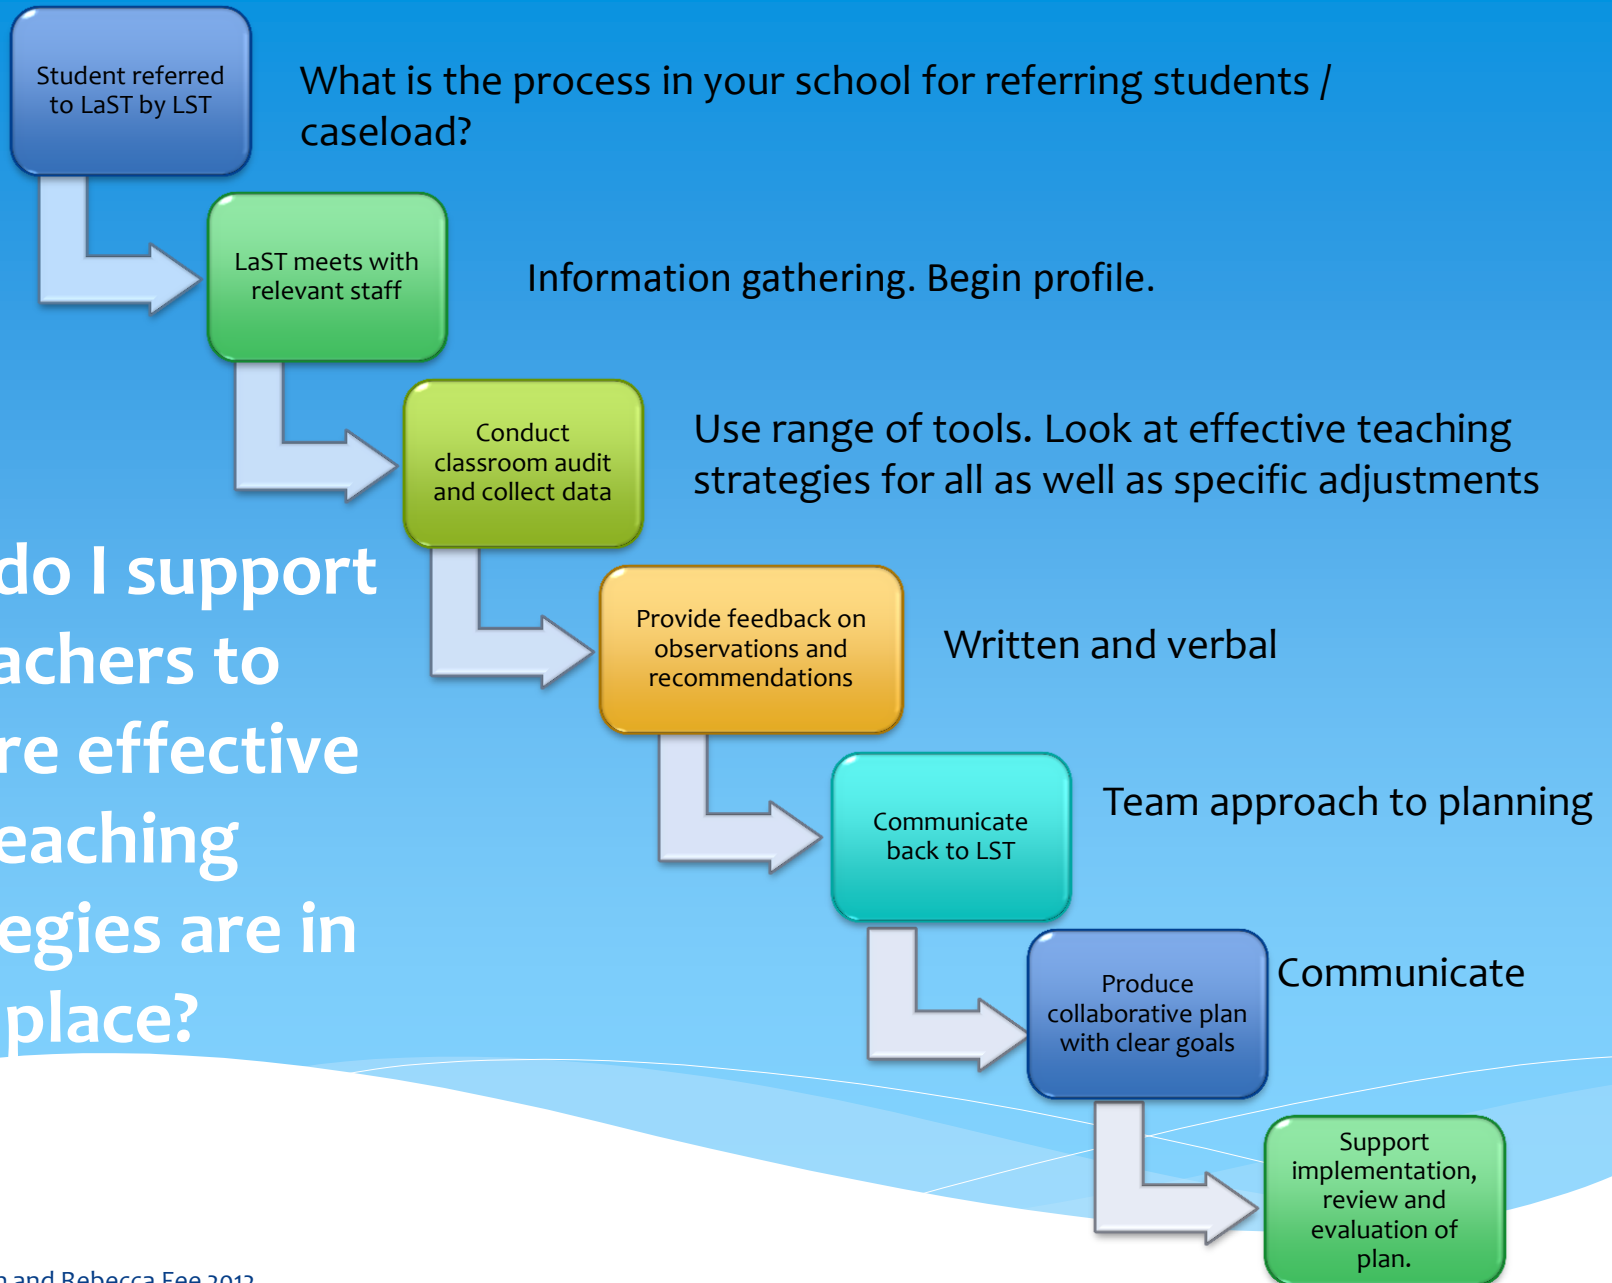 Student referred
to LaST by LST
What is the process in your school for referring students /
caseload?
LaST meets with
relevant staff
Information gathering. Begin profile.
Conduct
classroom audit
and collect data
Use range of tools. Look at effective teaching
strategies for all as well as specific adjustments
do I support
achers to
re effective
eaching
egies are in
place?
Provide feedback on
observations and
recommendations
Written and verbal
Communicate
back to LST
Team approach to planning
Produce
collaborative plan
with clear goals
Communicate
Support
implementation,
review and
evaluation of
plan.
and Rebecca Fee 2012